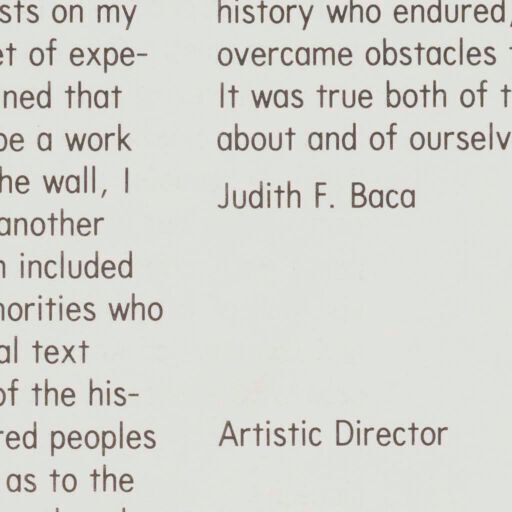 sts on my
of expe-
ned that
be a work
he wall, I
another
included
horities who
al text
of the his-
red peoples
as to the
history who endured,
overcame obstacles
It was true both of
about and of ourselv
Judith F. Baca
Artistic Director